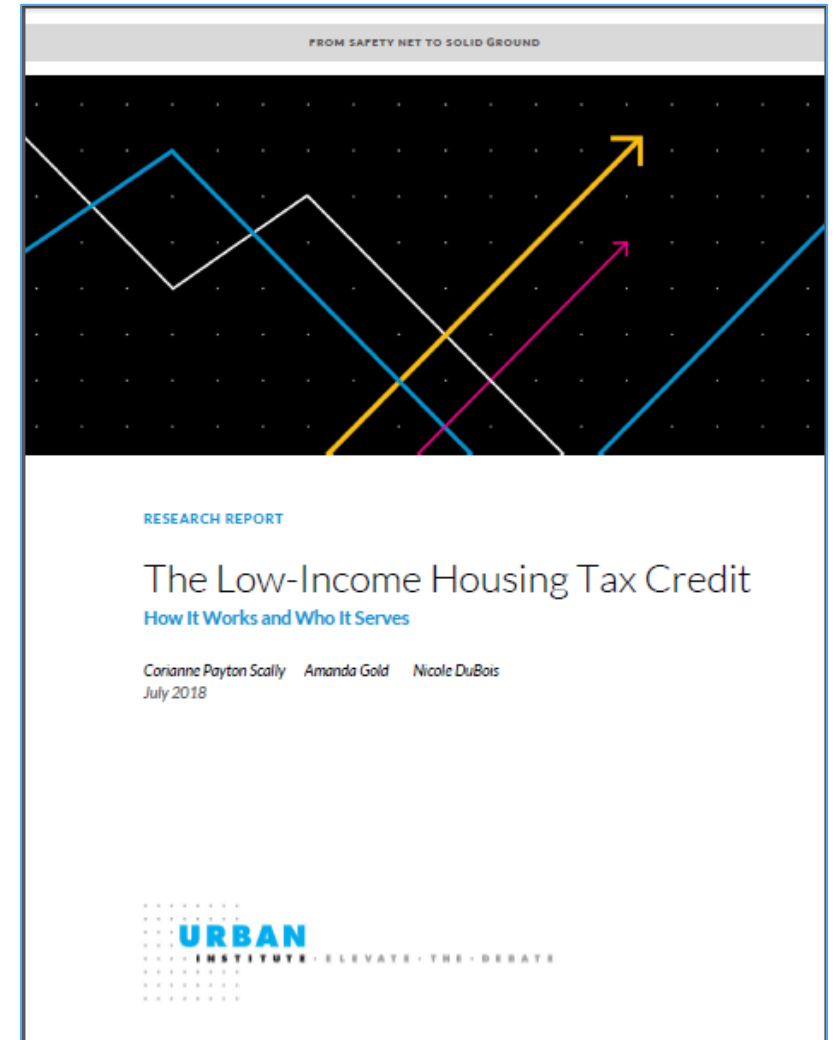 FROM SAFETY NET TO SOLID GROUND
RESEARCH REPORT
The Low-Income Housing Tax Credit
How It Works and Who It Serves
Corianne Payton Scally Amanda Gold Nicole DuBois
July 2018
URBAN
INSTITUTE · ELEVATE · THE · DEBATE